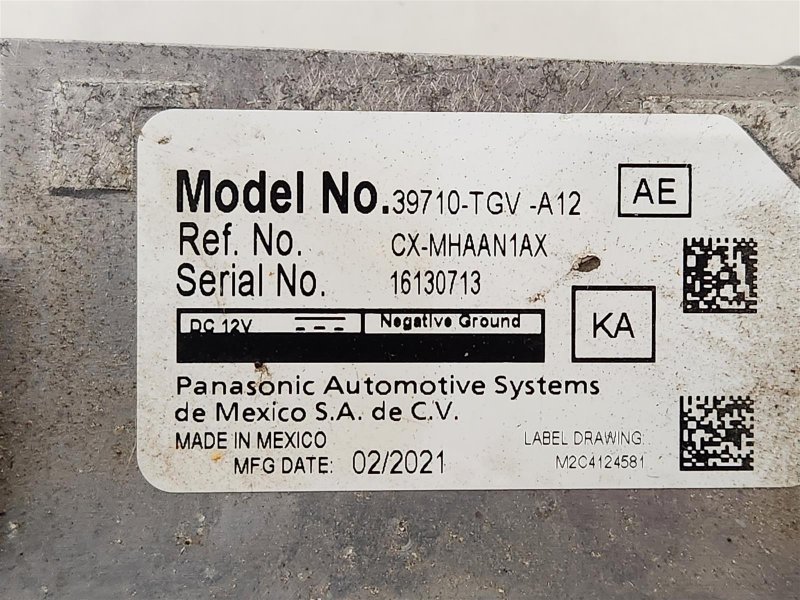 Model No. 39710-TGV -A12 AE
Ref. No. CX-MHAAN1AX
Serial No. 16130713
DC 12V Negative Ground
KA
Panasonic Automotive Systems
de Mexico S.A. de C.V.
MADE IN MEXICO LABEL DRAWING:
MFG DATE: 02/2021 M2C4124581